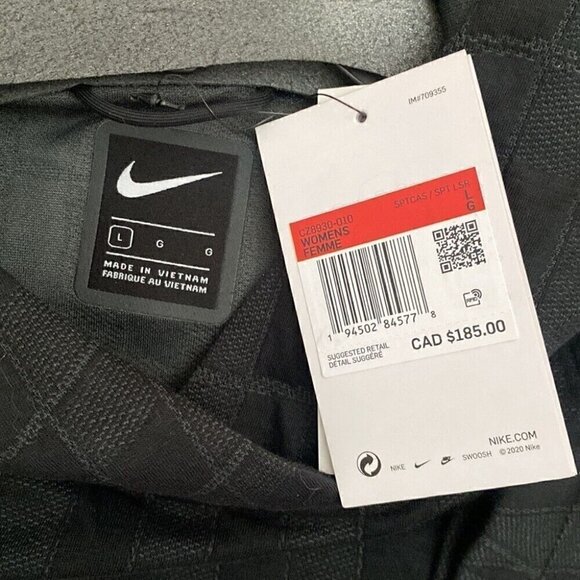 L G G
MADE IN VIETNAM
FABRIQUE AU VIETNAM
IM#709355
SPTCAS / SPT LSR
L
G
CZ8930-010
WOMENS
FEMME
1 94502 84577 8
RFID
SUGGESTED RETAIL
DÉTAIL SUGGÉRÉ
CAD $185.00
NIKE.COM
NIKE SWOOSH © 2020 Nike